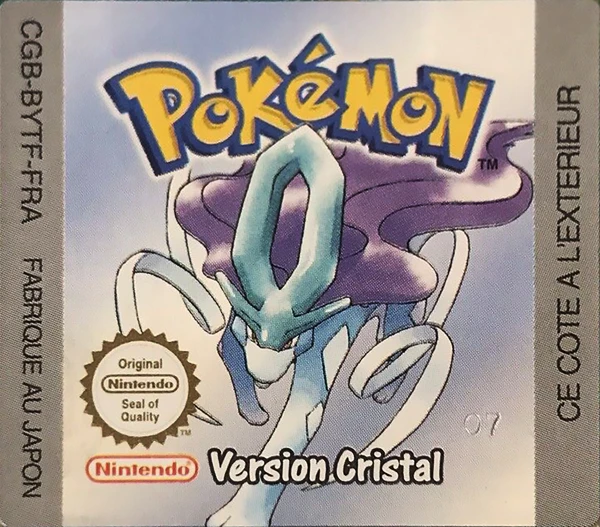 CGB-BYTF-FRA FABRIQUE AU JAPON
POKéMON
TM
Original
Nintendo
Seal of
Quality
TM
Nintendo
Version Cristal
07
CE COTE A L'EXTERIEUR